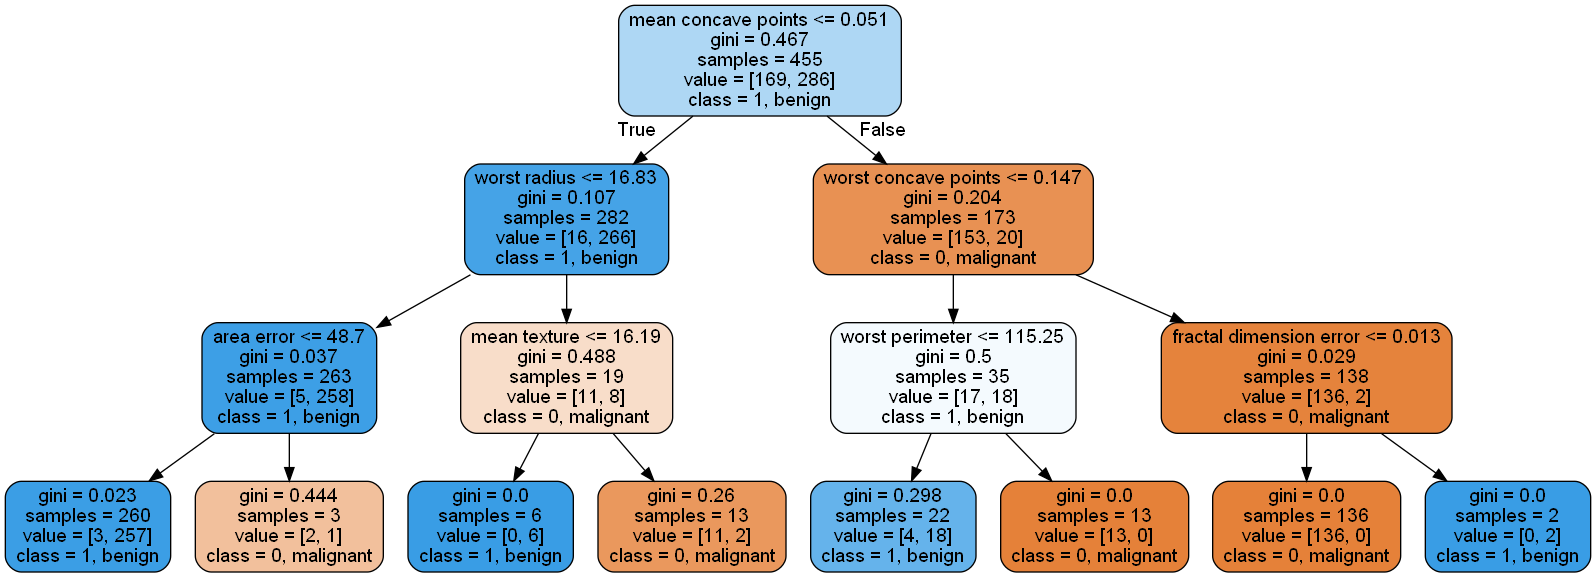 mean concave points <= 0.051
gini = 0.467
samples = 455
value = [169, 286]
class = 1, benign
True
False
worst radius <= 16.83
gini = 0.107
samples = 282
value = [16, 266]
class = 1, benign
worst concave points <= 0.147
gini = 0.204
samples = 173
value = [153, 20]
class = 0, malignant
area error <= 48.7
gini = 0.037
samples = 263
value = [5, 258]
class = 1, benign
mean texture <= 16.19
gini = 0.488
samples = 19
value = [11, 8]
class = 0, malignant
worst perimeter <= 115.25
gini = 0.5
samples = 35
value = [17, 18]
class = 1, benign
fractal dimension error <= 0.013
gini = 0.029
samples = 138
value = [136, 2]
class = 0, malignant
gini = 0.023
samples = 260
value = [3, 257]
class = 1, benign
gini = 0.444
samples = 3
value = [2, 1]
class = 0, malignant
gini = 0.0
samples = 6
value = [0, 6]
class = 1, benign
gini = 0.26
samples = 13
value = [11, 2]
class = 0, malignant
gini = 0.298
samples = 22
value = [4, 18]
class = 1, benign
gini = 0.0
samples = 13
value = [13, 0]
class = 0, malignant
gini = 0.0
samples = 136
value = [136, 0]
class = 0, malignant
gini = 0.0
samples = 2
value = [0, 2]
class = 1, benign